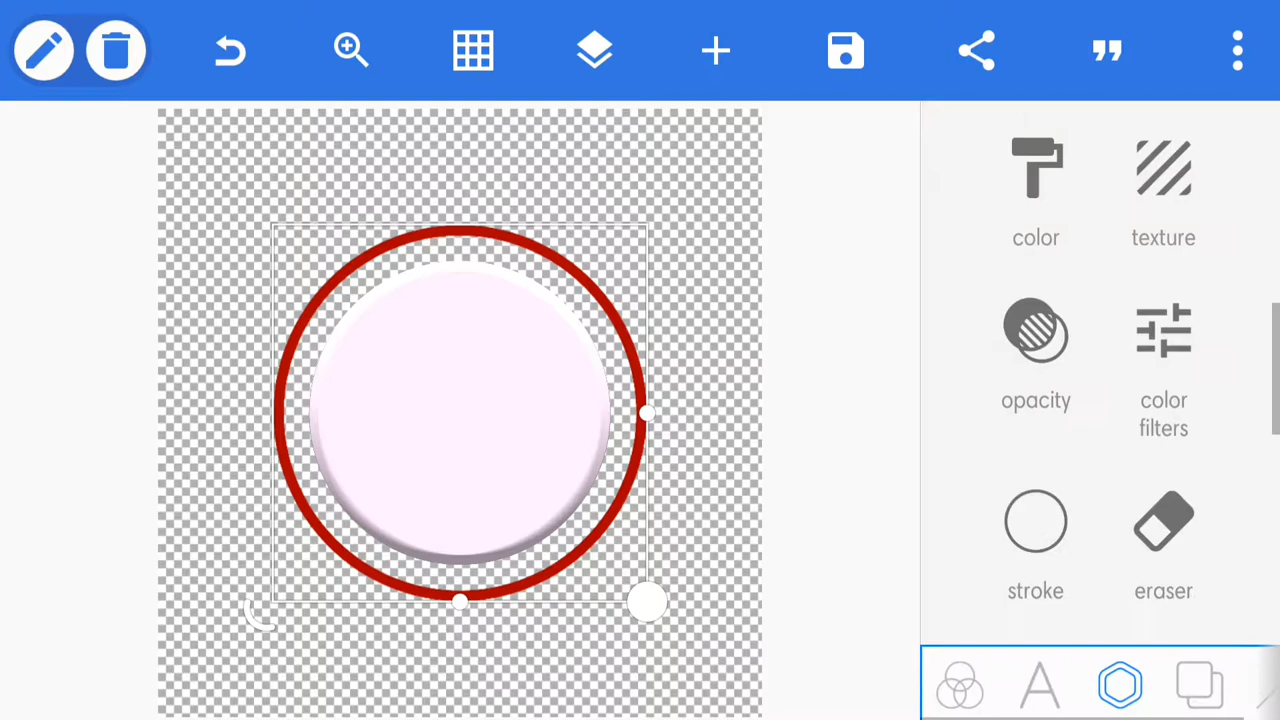 color
texture
opacity
color
filters
stroke
eraser